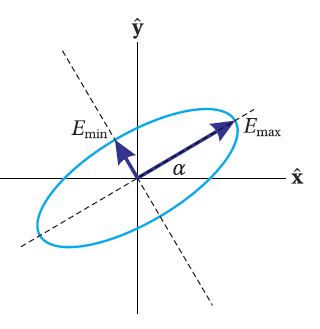 ŷ
E_min
E_max
α
x̂